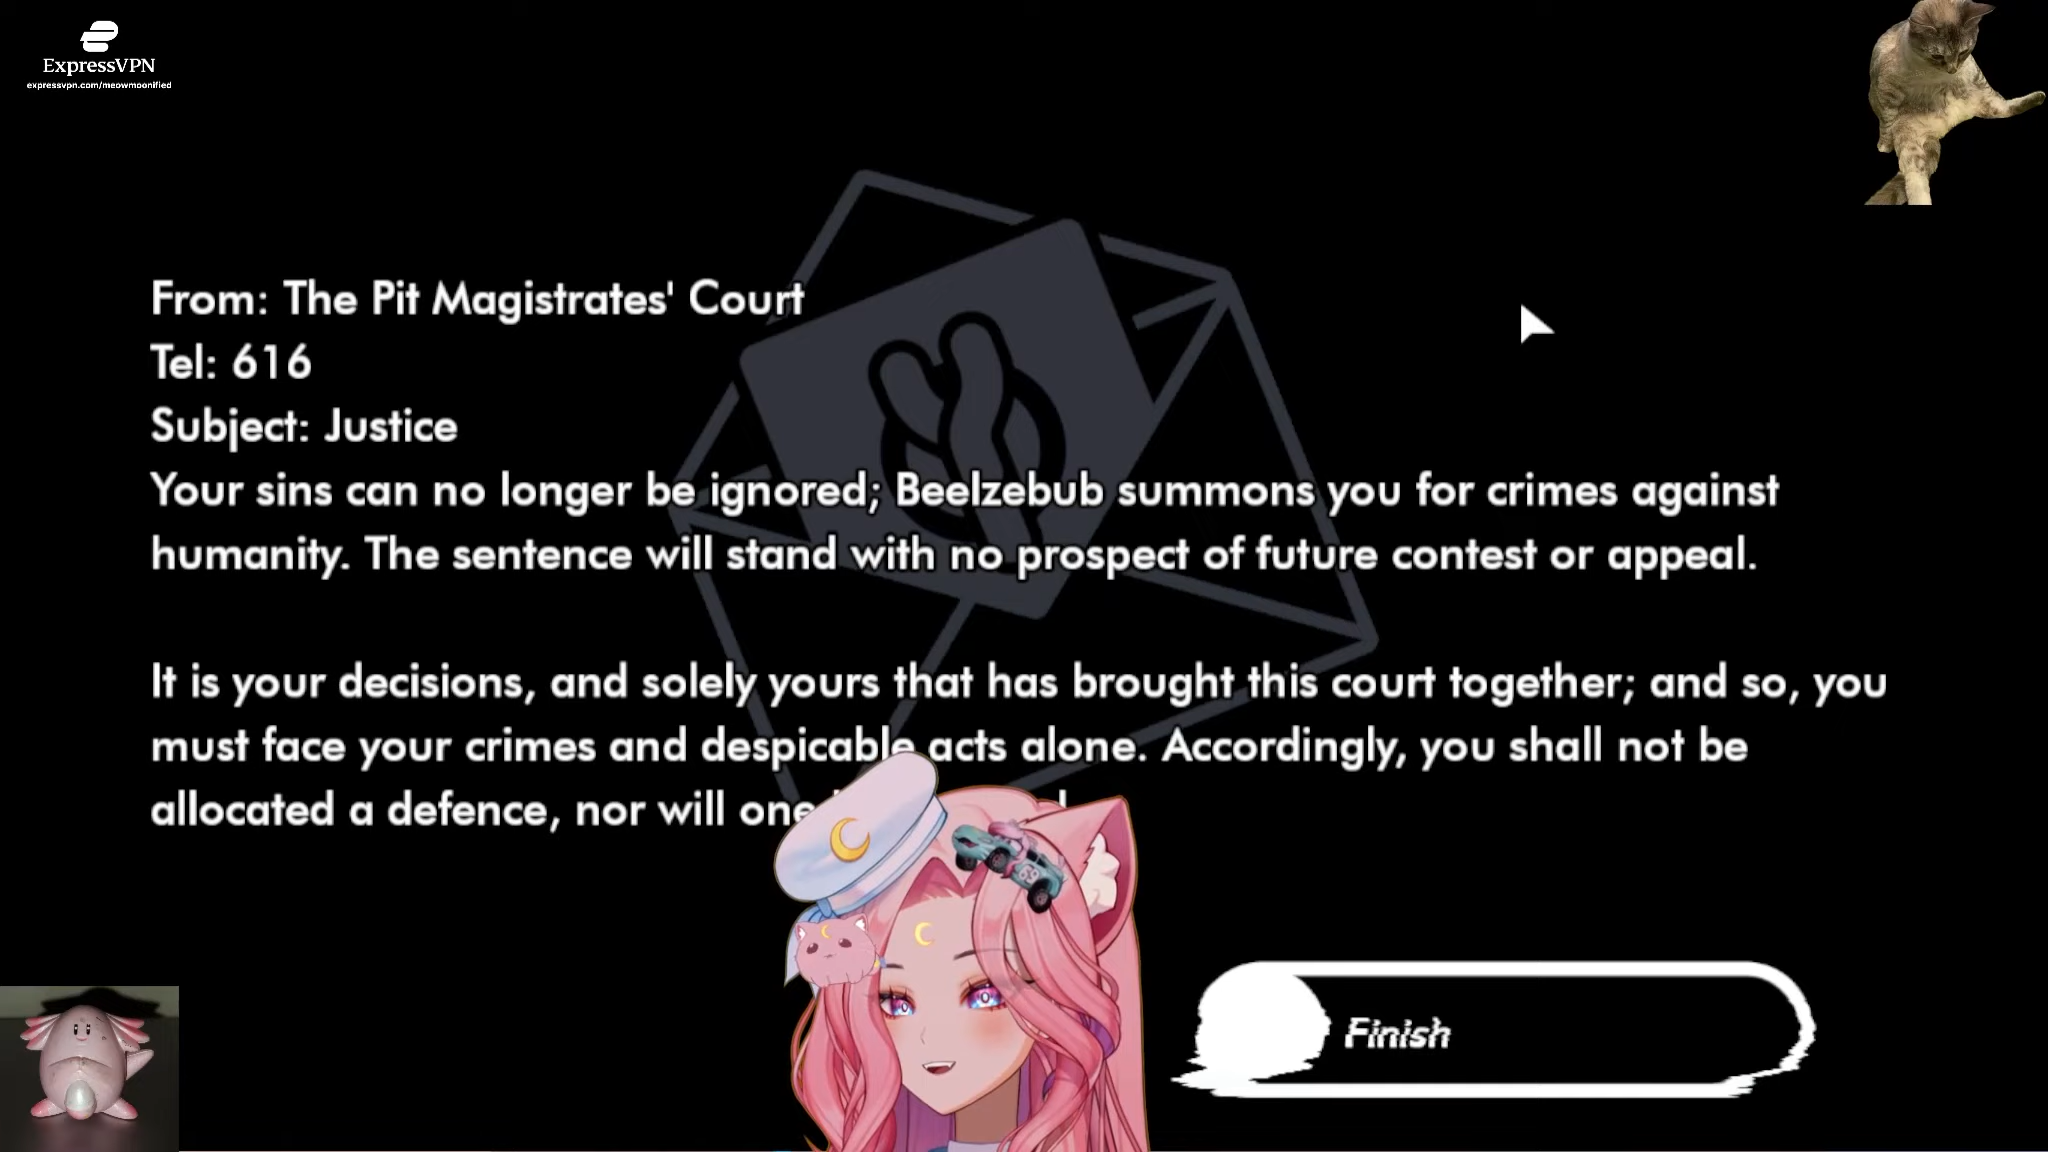 ExpressVPN
expressvpn.com/meowmoonified
From: The Pit Magistrates' Court
Tel: 616
Subject: Justice
Your sins can no longer be ignored; Beelzebub summons you for crimes against
humanity. The sentence will stand with no prospect of future contest or appeal.
It is your decisions, and solely yours that has brought this court together; and so, you
must face your crimes and despicable acts alone. Accordingly, you shall not be
allocated a defence, nor will one
69
Finish